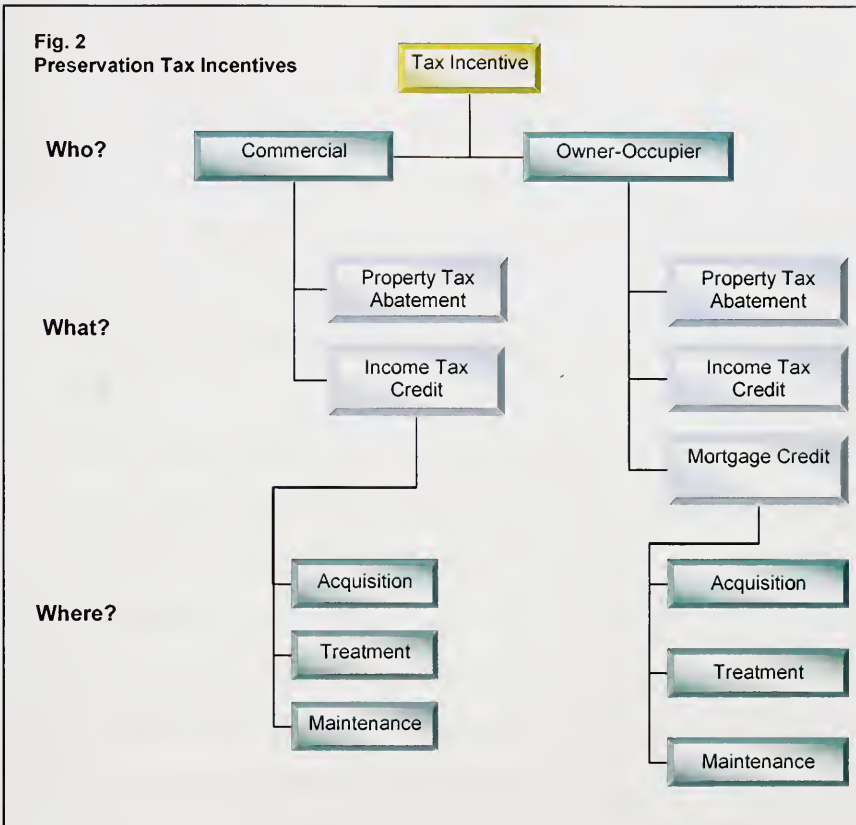 Fig. 2
Preservation Tax Incentives
Tax Incentive
Who?
Commercial
Owner-Occupier
What?
Property Tax
Abatement
Property Tax
Abatement
Income Tax
Credit
Income Tax
Credit
Mortgage Credit
Where?
Acquisition
Acquisition
Treatment
Treatment
Maintenance
Maintenance